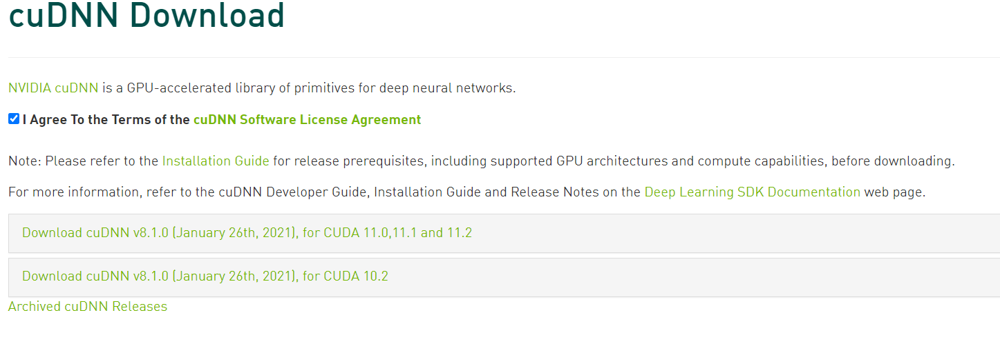 cuDNN Download
NVIDIA cuDNN is a GPU-accelerated library of primitives for deep neural networks.
I Agree To the Terms of the cuDNN Software License Agreement
Note: Please refer to the Installation Guide for release prerequisites, including supported GPU architectures and compute capabilities, before downloading.
For more information, refer to the cuDNN Developer Guide, Installation Guide and Release Notes on the Deep Learning SDK Documentation web page.
Download cuDNN v8.1.0 (January 26th, 2021), for CUDA 11.0,11.1 and 11.2
Download cuDNN v8.1.0 (January 26th, 2021), for CUDA 10.2
Archived cuDNN Releases